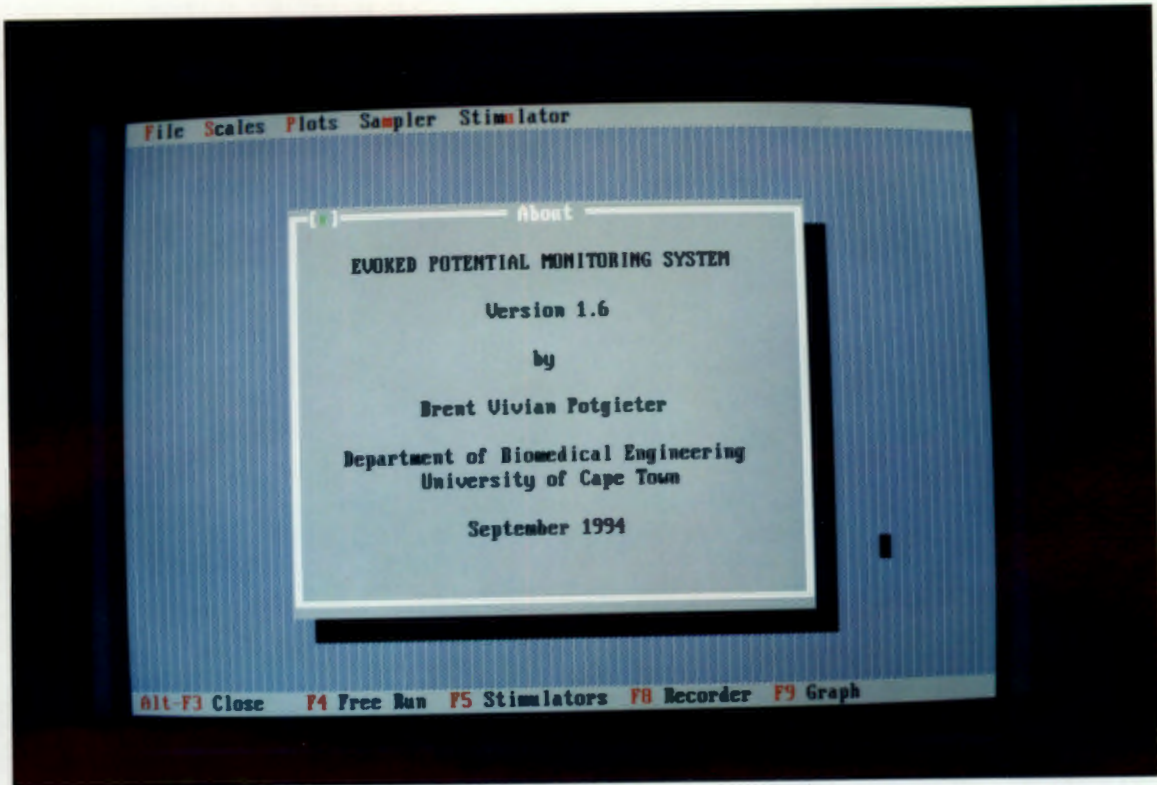 File Scales Plots Sampler Stimulator
About
EVOKED POTENTIAL MONITORING SYSTEM
Version 1.6
by
Brent Vivian Potgieter
Department of Biomedical Engineering
University of Cape Town
September 1994
Alt-F3 Close F4 Free Run F5 Stimulators F8 Recorder F9 Graph